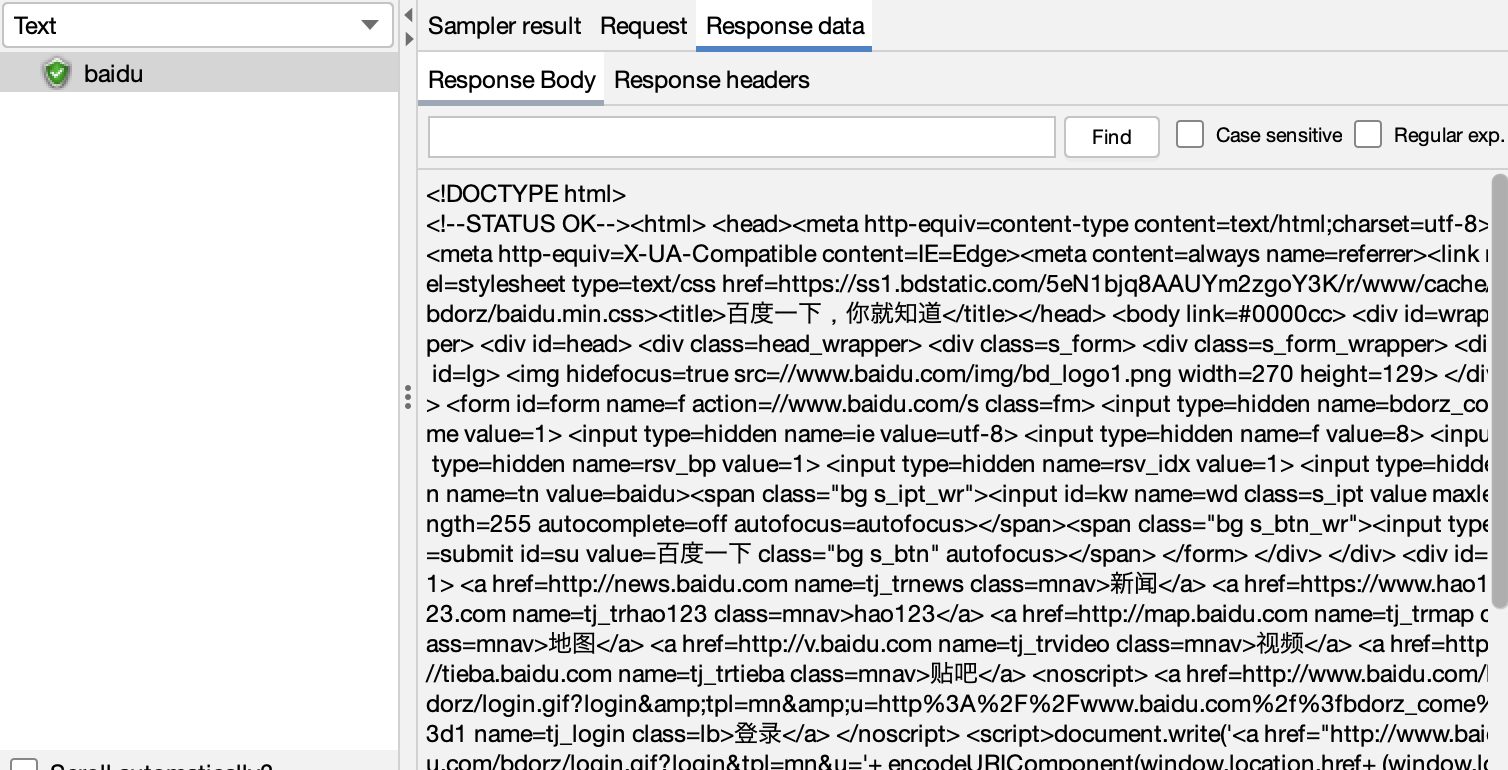 Text
Sampler result Request Response data
baidu
Response Body Response headers
Find Case sensitive Regular exp.
<!DOCTYPE html>
<!--STATUS OK--><html> <head><meta http-equiv=content-type content=text/html;charset=utf-8>
<meta http-equiv=X-UA-Compatible content=IE=Edge><meta content=always name=referrer><link
el=stylesheet type=text/css href=https://ss1.bdstatic.com/5eN1bjq8AAUYm2zgoY3K/r/www/cache/
bdorz/baidu.min.css><title>百度一下，你就知道</title></head> <body link=#0000cc> <div id=wrap
per> <div id=head> <div class=head_wrapper> <div class=s_form> <div class=s_form_wrapper> <di
id=lg> <img hidefocus=true src=//www.baidu.com/img/bd_logo1.png width=270 height=129> </div
> <form id=form name=f action=//www.baidu.com/s class=fm> <input type=hidden name=bdorz_co
me value=1> <input type=hidden name=ie value=utf-8> <input type=hidden name=f value=8> <inpu
type=hidden name=rsv_bp value=1> <input type=hidden name=rsv_idx value=1> <input type=hidde
n name=tn value=baidu><span class="bg s_ipt_wr"><input id=kw name=wd class=s_ipt value maxle
ngth=255 autocomplete=off autofocus=autofocus></span><span class="bg s_btn_wr"><input type
=submit id=su value=百度一下 class="bg s_btn" autofocus></span> </form> </div> </div> <div id=
1> <a href=http://news.baidu.com name=tj_trnews class=mnav>新闻</a> <a href=https://www.hao1
23.com name=tj_trhao123 class=mnav>hao123</a> <a href=http://map.baidu.com name=tj_trmap c
ass=mnav>地图</a> <a href=http://v.baidu.com name=tj_trvideo class=mnav>视频</a> <a href=http
//tieba.baidu.com name=tj_trtieba class=mnav>贴吧</a> <noscript> <a href=http://www.baidu.com/
dorz/login.gif?login&amp;tpl=mn&amp;u=http%3A%2F%2Fwww.baidu.com%2f%3fbdorz_come%
3d1 name=tj_login class=lb>登录</a> </noscript> <script>document.write('<a href="http://www.bai
u.com/bdorz/login.gif?login&tpl=mn&u='+ encodeURIComponent(window.location.href+ (window.lo
Scroll automatically?